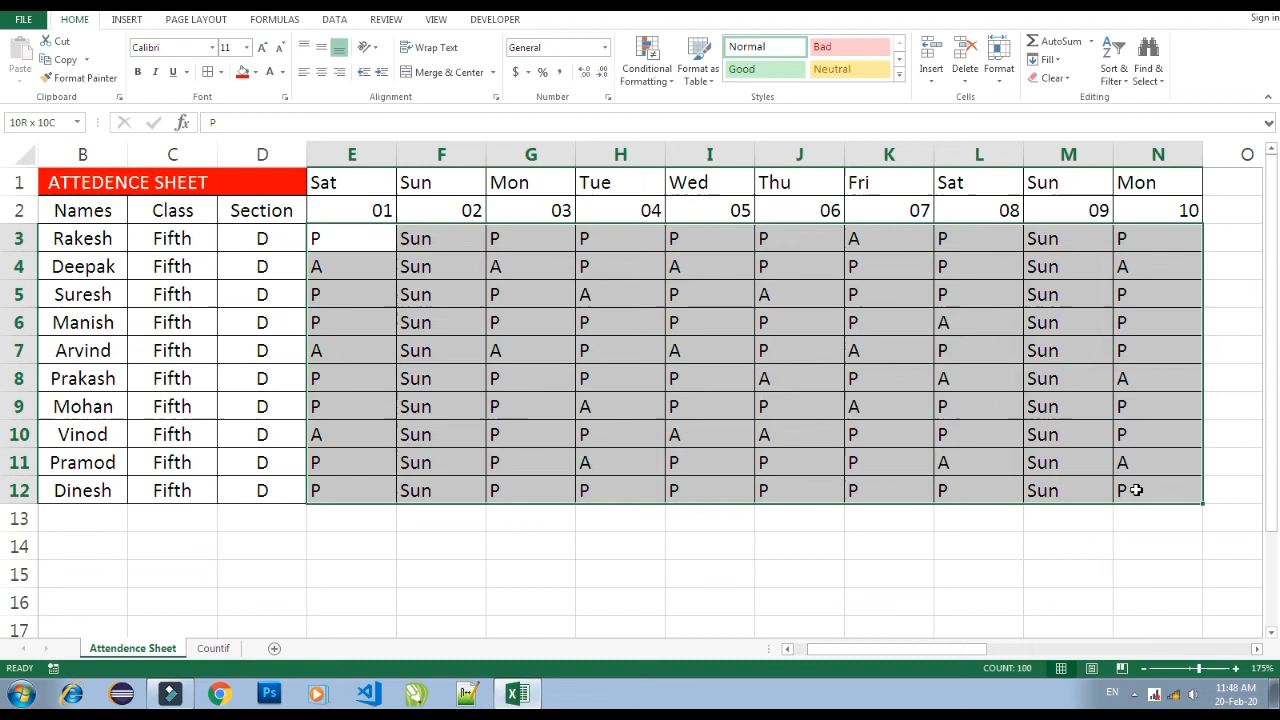 FILE HOME INSERT PAGE LAYOUT FORMULAS DATA REVIEW VIEW DEVELOPER Sign in
Paste Cut Copy Format Painter Clipboard
Calibri 11 B I U A A A Font
Wrap Text Merge & Center Alignment
General $ % , Number
Conditional Formatting Format as Table Normal Bad Good Neutral Styles
Insert Delete Format Cells
AutoSum Fill Clear Sort & Filter Find & Select Editing
10R x 10C fx P
B C D E F G H I J K L M N O
1 ATTEDENCE SHEET Sat Sun Mon Tue Wed Thu Fri Sat Sun Mon
2 Names Class Section 01 02 03 04 05 06 07 08 09 10
3 Rakesh Fifth D P Sun P P P P A P Sun P
4 Deepak Fifth D A Sun A P A P P P Sun A
5 Suresh Fifth D P Sun P A P A P P Sun P
6 Manish Fifth D P Sun P P P P P A Sun P
7 Arvind Fifth D A Sun A P A P A P Sun P
8 Prakash Fifth D P Sun P P P A P A Sun A
9 Mohan Fifth D P Sun P A P P A P Sun P
10 Vinod Fifth D A Sun P P A A P P Sun P
11 Pramod Fifth D P Sun P A P P P A Sun A
12 Dinesh Fifth D P Sun P P P P P P Sun P
13
14
15
16
17
Attendence Sheet Countif
READY COUNT: 100 175%
Ps EN 11:48 AM
20-Feb-20